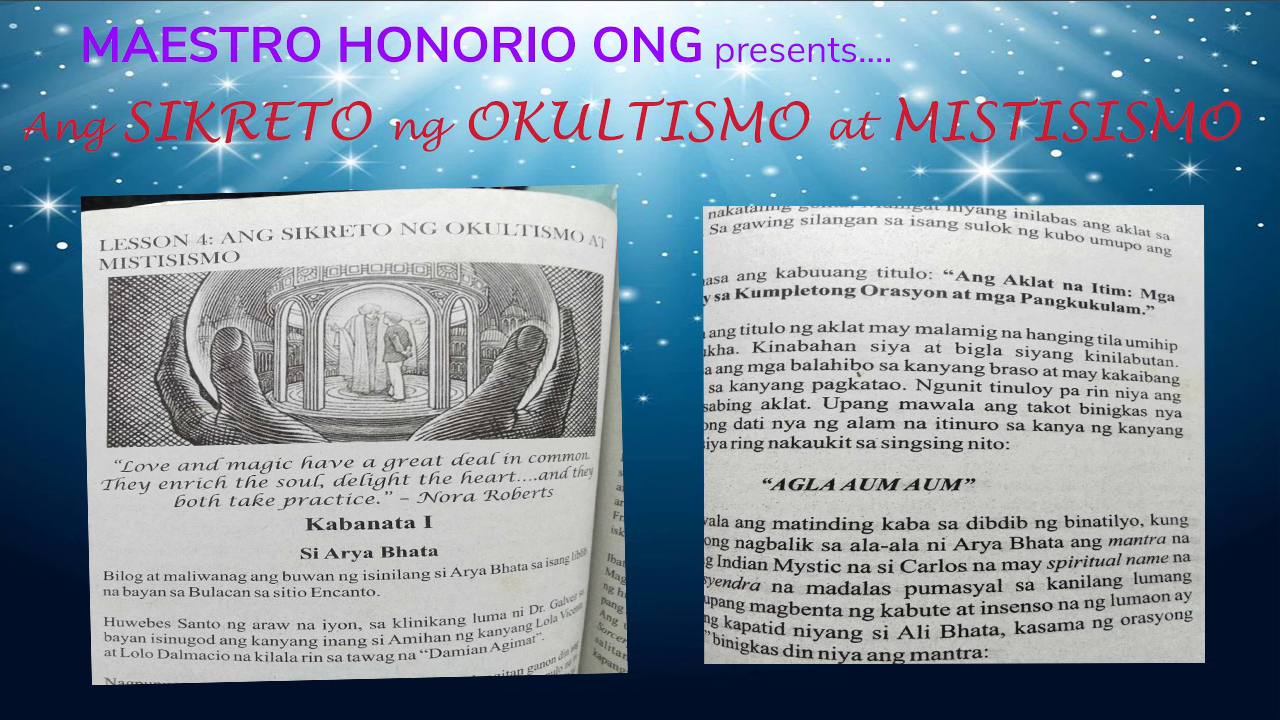 MAESTRO HONORIO ONG presents....
Ang SIKRETO ng OKULTISMO at MISTISISMO
LESSON 4: ANG SIKRETO NG OKULTISMO AT
MISTISISMO
“Love and magic have a great deal in common.
They enrich the soul, delight the heart....and they
both take practice.” – Nora Roberts
Kabanata I
Si Arya Bhata
Bilog at maliwanag ang buwan ng isinilang si Arya Bhata sa isang liblib
na bayan sa Bulacan sa sitio Encanto.
Huwebes Santo ng araw na iyon, sa klinikang luma ni Dr. Galvez sa
bayan isinugod ang kanyang inang si Amihan ng kanyang Lola Vicenta
at Lolo Dalmacio na kilala rin sa tawag na “Damian Agimat”.
inilabas ang aklat sa
Sa gawing silangan sa isang sulok ng kubo umupo ang
ang kabuuang titulo: “Ang Aklat na Itim: Mga
sa Kumpletong Orasyon at mga Pangkukulam.”
ang titulo ng aklat may malamig na hanging tila umihip
Kinabahan siya at bigla siyang kinilabutan.
ang mga balahibo sa kanyang braso at may kakaibang
sa kanyang pagkatao. Ngunit tinuloy pa rin niya ang
aklat. Upang mawala ang takot binigkas nya
dati nya ng alam na itinuro sa kanya ng kanyang
ring nakaukit sa singsing nito:
“AGLA AUM AUM”
ang matinding kaba sa dibdib ng binatilyo, kung
nagbalik sa ala-ala ni Arya Bhata ang mantra na
Indian Mystic na si Carlos na may spiritual name na
na madalas pumasyal sa kanilang lumang
magbenta ng kabute at insenso na ng lumaon ay
kapatid niyang si Ali Bhata, kasama ng orasyong
” binigkas din niya ang mantra: